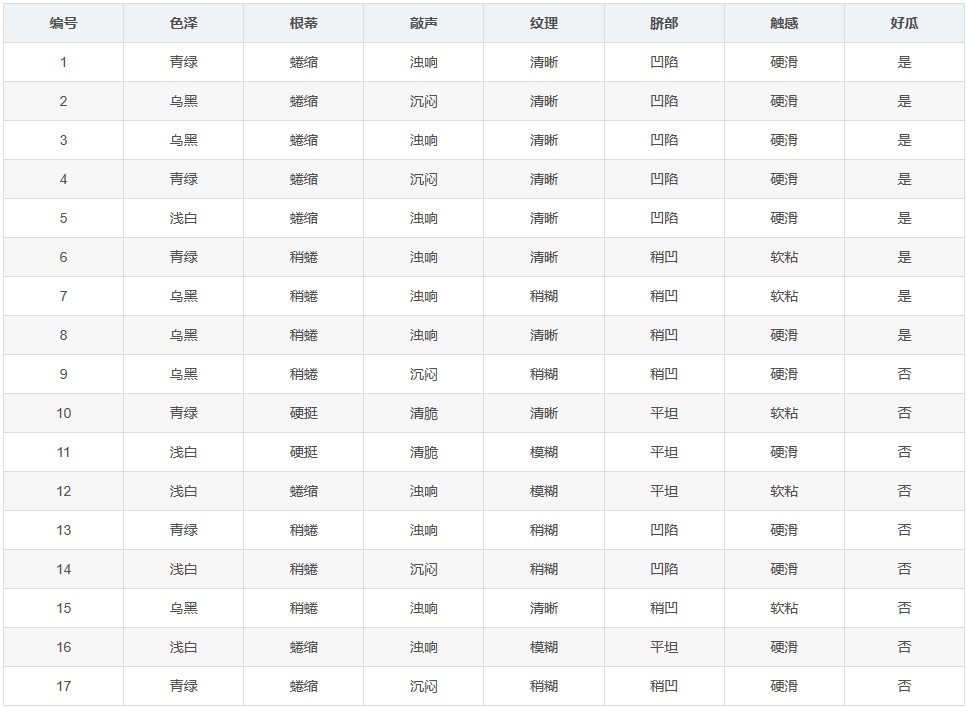 编号 色泽 根蒂 敲声 纹理 脐部 触感 好瓜
1 青绿 蜷缩 浊响 清晰 凹陷 硬滑 是
2 乌黑 蜷缩 沉闷 清晰 凹陷 硬滑 是
3 乌黑 蜷缩 浊响 清晰 凹陷 硬滑 是
4 青绿 蜷缩 沉闷 清晰 凹陷 硬滑 是
5 浅白 蜷缩 浊响 清晰 凹陷 硬滑 是
6 青绿 稍蜷 浊响 清晰 稍凹 软粘 是
7 乌黑 稍蜷 浊响 稍糊 稍凹 软粘 是
8 乌黑 稍蜷 浊响 清晰 稍凹 硬滑 是
9 乌黑 稍蜷 沉闷 稍糊 稍凹 硬滑 否
10 青绿 硬挺 清脆 清晰 平坦 软粘 否
11 浅白 硬挺 清脆 模糊 平坦 硬滑 否
12 浅白 蜷缩 浊响 模糊 平坦 软粘 否
13 青绿 稍蜷 浊响 稍糊 凹陷 硬滑 否
14 浅白 稍蜷 沉闷 稍糊 凹陷 硬滑 否
15 乌黑 稍蜷 浊响 清晰 稍凹 软粘 否
16 浅白 蜷缩 浊响 模糊 平坦 硬滑 否
17 青绿 蜷缩 沉闷 稍糊 稍凹 硬滑 否